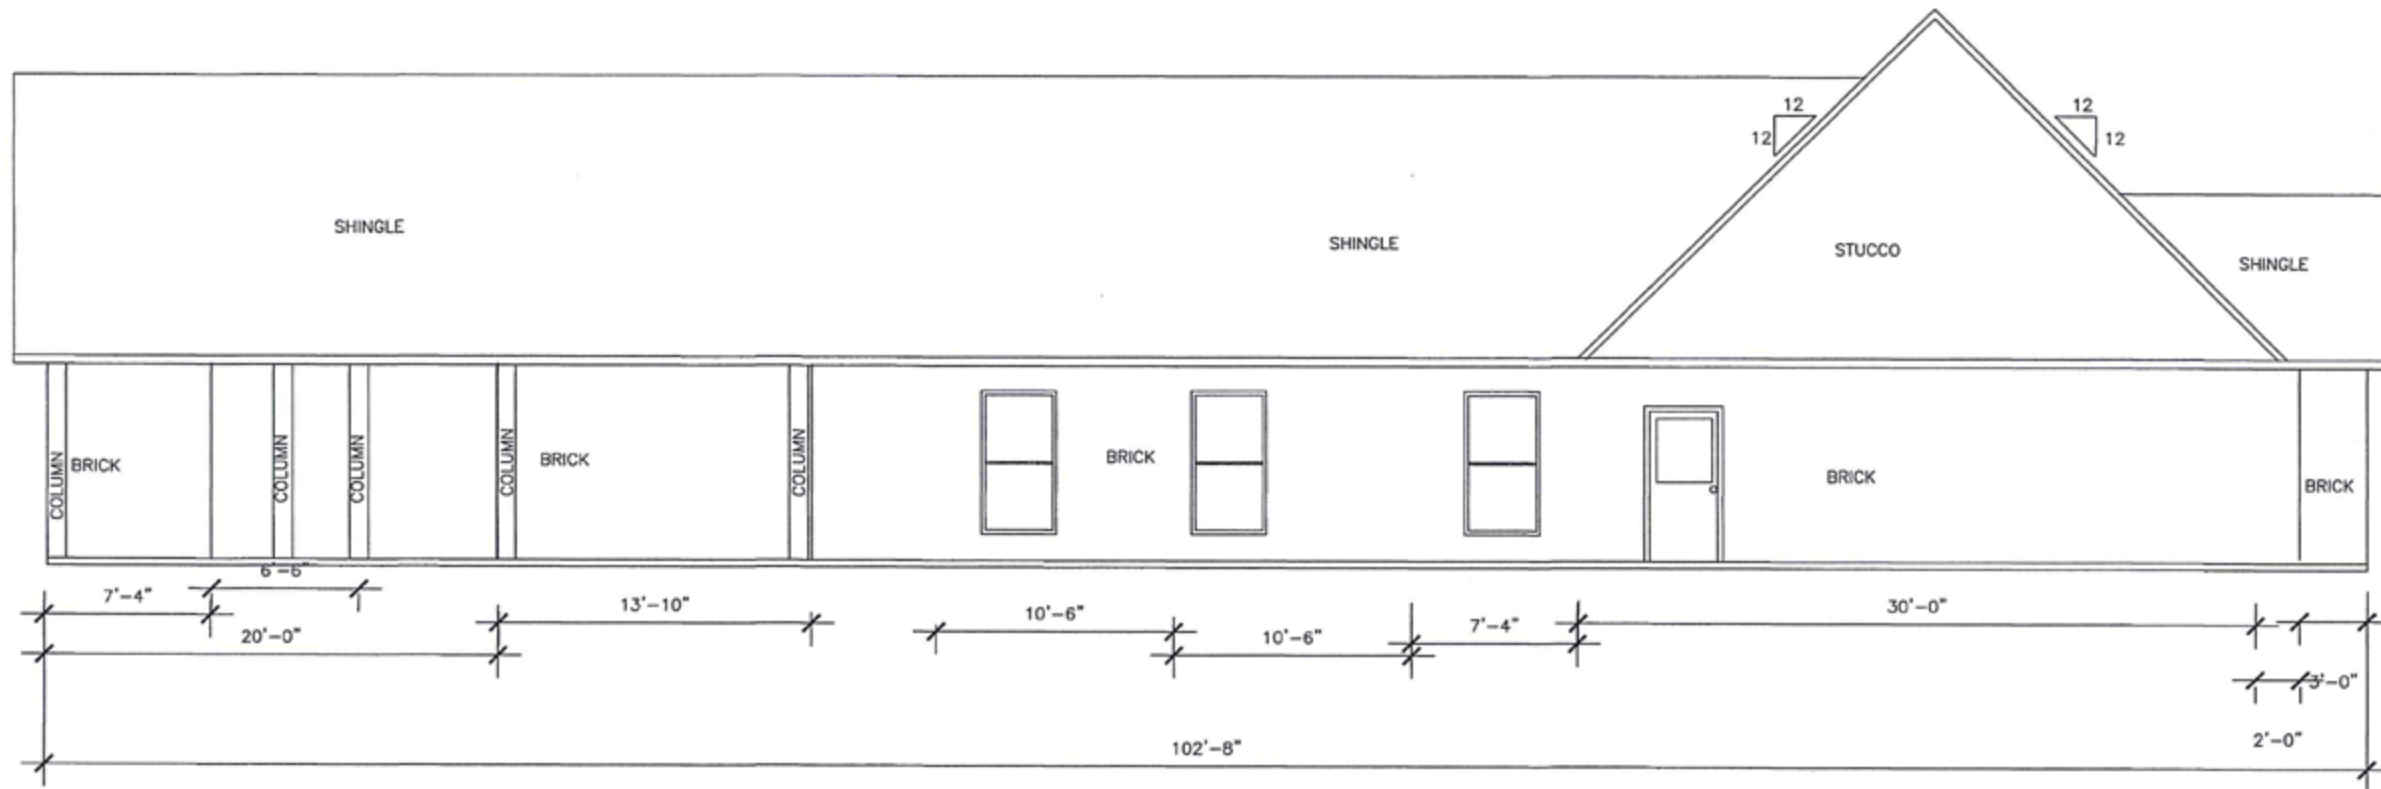 12
12
12
12
SHINGLE
SHINGLE
STUCCO
SHINGLE
COLUMN
BRICK
COLUMN
COLUMN
COLUMN
BRICK
COLUMN
BRICK
BRICK
BRICK
6'-6"
7'-4"
13'-10"
10'-6"
7'-4"
30'-0"
20'-0"
10'-6"
3'-0"
2'-0"
102'-8"